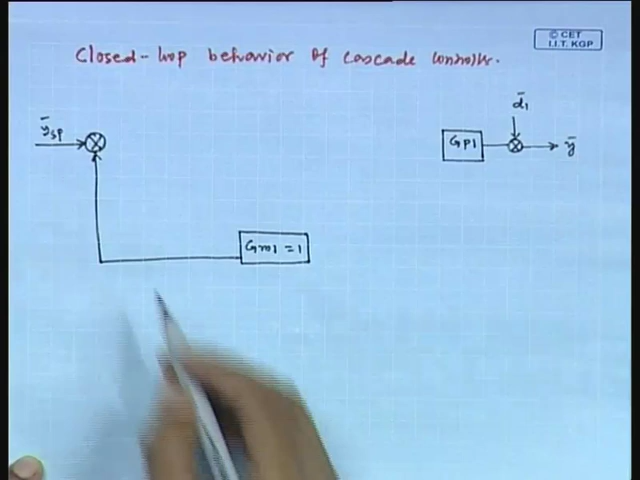 © CET
I.I.T. KGP
Closed-loop behavior of cascade controller.
d̄1
ȳsp
GP1
ȳ
Gm1 = 1